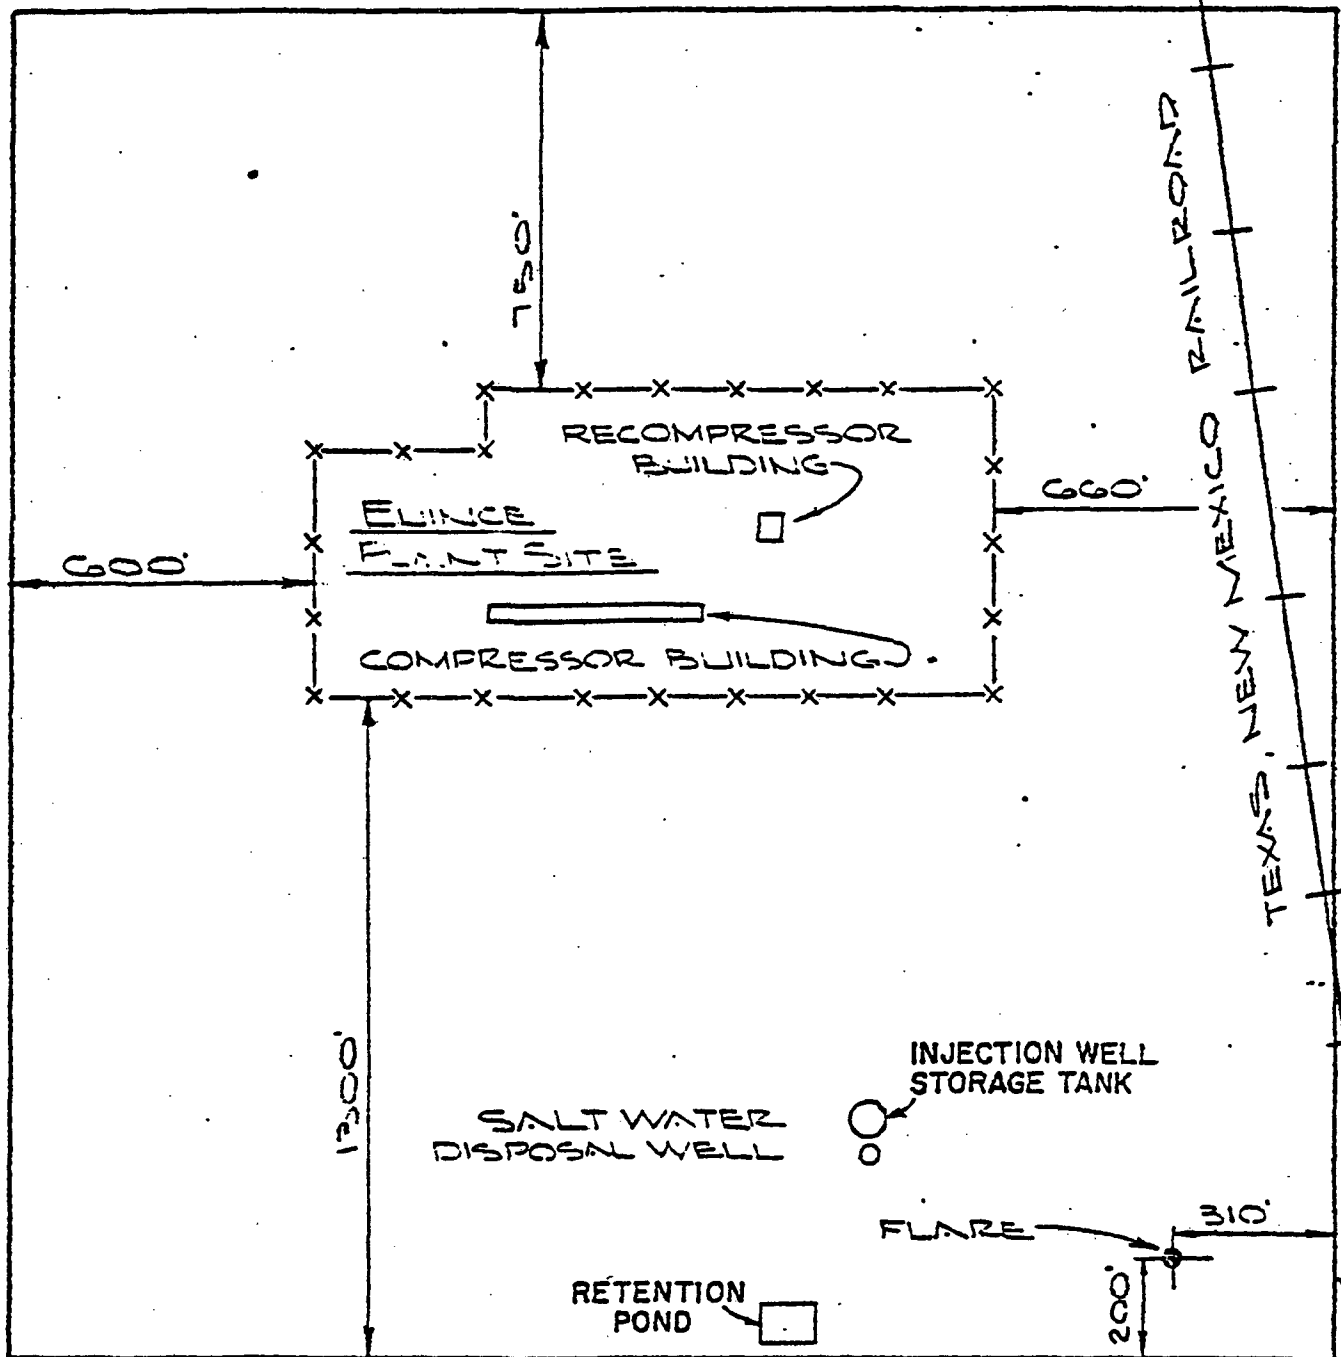 750'
RECOMPRESSOR
BUILDING
EUNICE
PLANT SITE
600'
660'
COMPRESSOR BUILDING
TEXAS, NEW MEXICO RAILROAD
1300'
INJECTION WELL
STORAGE TANK
SALT WATER
DISPOSAL WELL
FLARE
310'
200'
RETENTION
POND